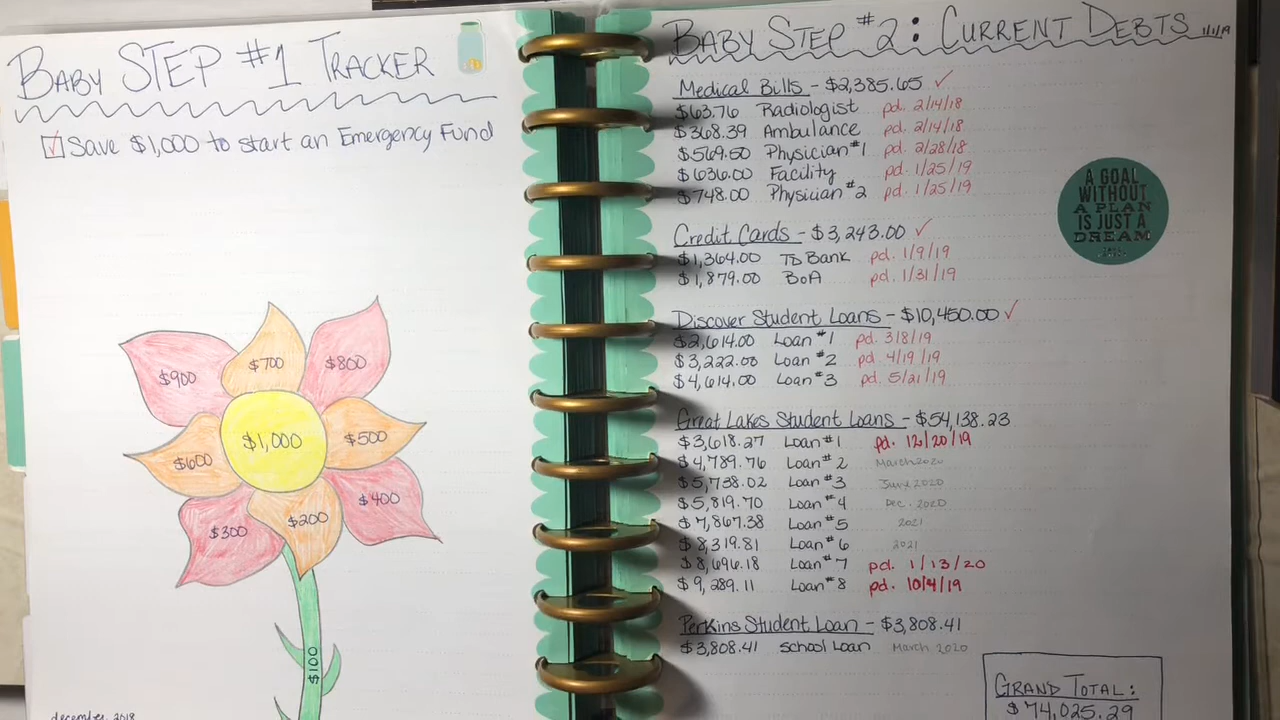 BABY STEP #1 TRACKER
☑ Save $1,000 to start an Emergency Fund
$700
$800
$900
$1,000
$500
$600
$400
$200
$300
$100
december, 2018
BABY STEP #2: CURRENT DEBTS 1/1/19
Medical Bills - $2,385.65 ✓
$63.76 Radiologist pd. 2/14/18
$368.39 Ambulance pd. 2/14/18
$569.50 Physician #1 pd. 2/28/18
$636.00 Facility pd. 1/25/19
$748.00 Physician #2 pd. 1/25/19
A GOAL
WITHOUT
A PLAN
IS JUST A
DREAM
Credit Cards - $3,243.00 ✓
$1,364.00 TD Bank pd. 1/9/19
$1,879.00 BoA pd. 1/31/19
Discover Student Loans - $10,450.00 ✓
$2,614.00 Loan #1 pd. 3/8/19
$3,222.00 Loan #2 pd. 4/19/19
$4,614.00 Loan #3 pd. 5/21/19
Great Lakes Student Loans - $54,138.23
$3,618.27 Loan #1 pd. 12/20/19
$4,789.76 Loan #2 March 2020
$5,738.02 Loan #3 June 2020
$5,819.70 Loan #4 Dec. 2020
$7,867.38 Loan #5 2021
$8,319.81 Loan #6 2021
$8,696.18 Loan #7 pd. 1/13/20
$9,289.11 Loan #8 pd. 10/4/19
Perkins Student Loan - $3,808.41
$3,808.41 School Loan March 2020
GRAND TOTAL:
$74,025.29